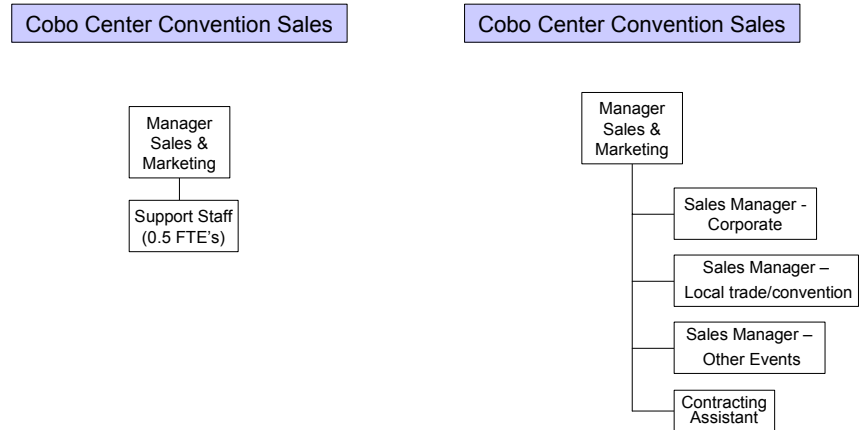 Cobo Center Convention Sales
Manager
Sales &
Marketing
Support Staff
(0.5 FTE's)
Cobo Center Convention Sales
Manager
Sales &
Marketing
Sales Manager -
Corporate
Sales Manager –
Local trade/convention
Sales Manager –
Other Events
Contracting
Assistant